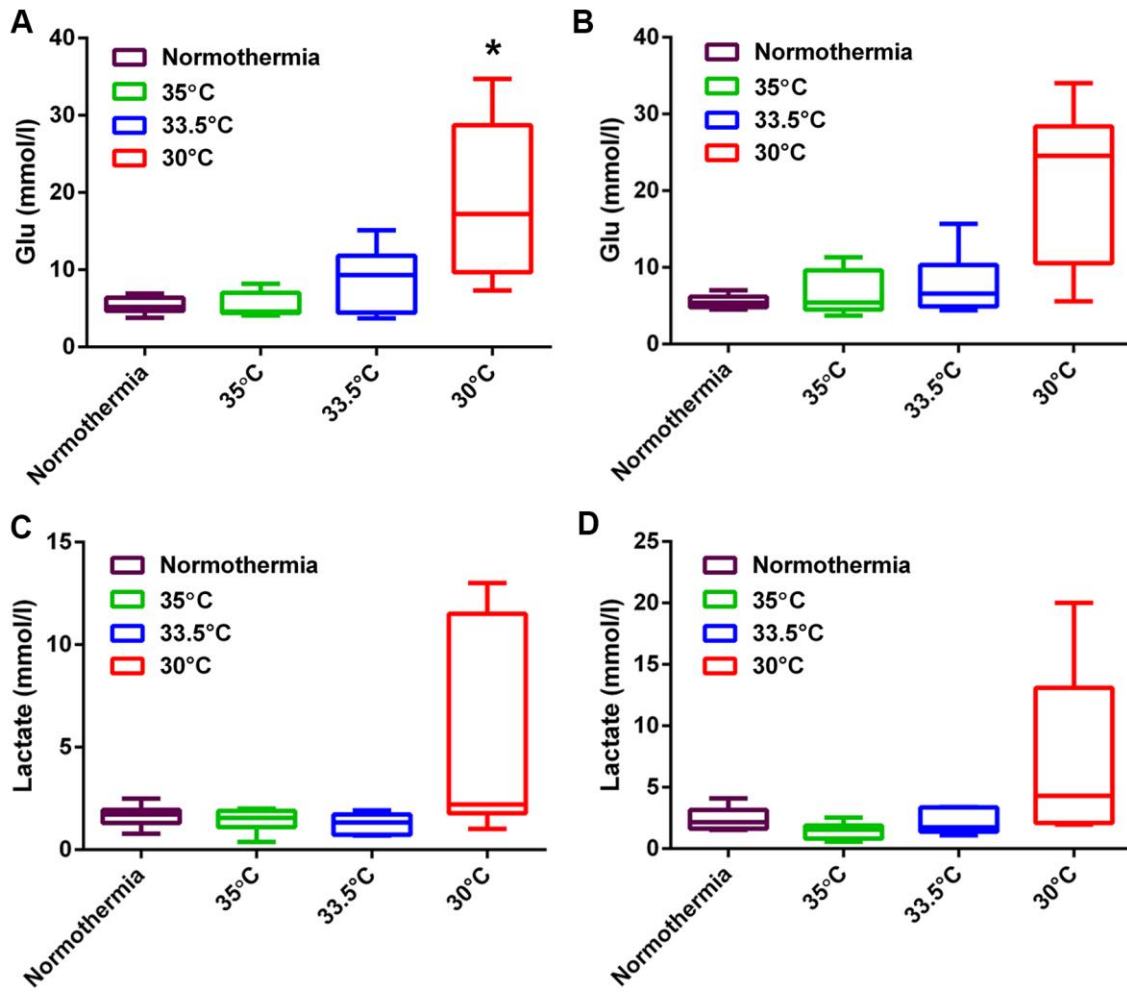 A
Glu (mmol/l)
40
30
20
10
0
Normothermia
35°C
33.5°C
30°C
*
Normothermia
35°C
33.5°C
30°C
B
Glu (mmol/l)
40
30
20
10
0
Normothermia
35°C
33.5°C
30°C
Normothermia
35°C
33.5°C
30°C
C
Lactate (mmol/l)
15
10
5
0
Normothermia
35°C
33.5°C
30°C
Normothermia
35°C
33.5°C
30°C
D
Lactate (mmol/l)
25
20
15
10
5
0
Normothermia
35°C
33.5°C
30°C
Normothermia
35°C
33.5°C
30°C